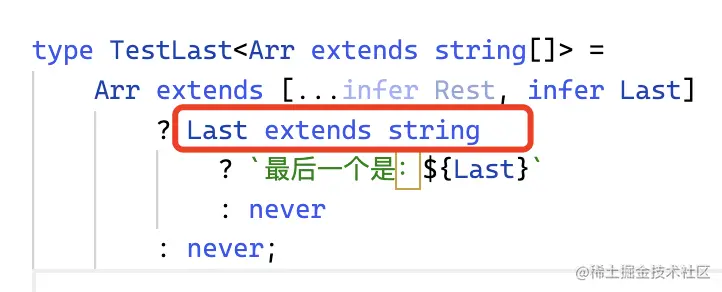 type TestLast<Arr extends string[]> =
    Arr extends [...infer Rest, infer Last]
        ? Last extends string
            ? `最后一个是：${Last}`
            : never
        : never;
@稀土掘金技术社区